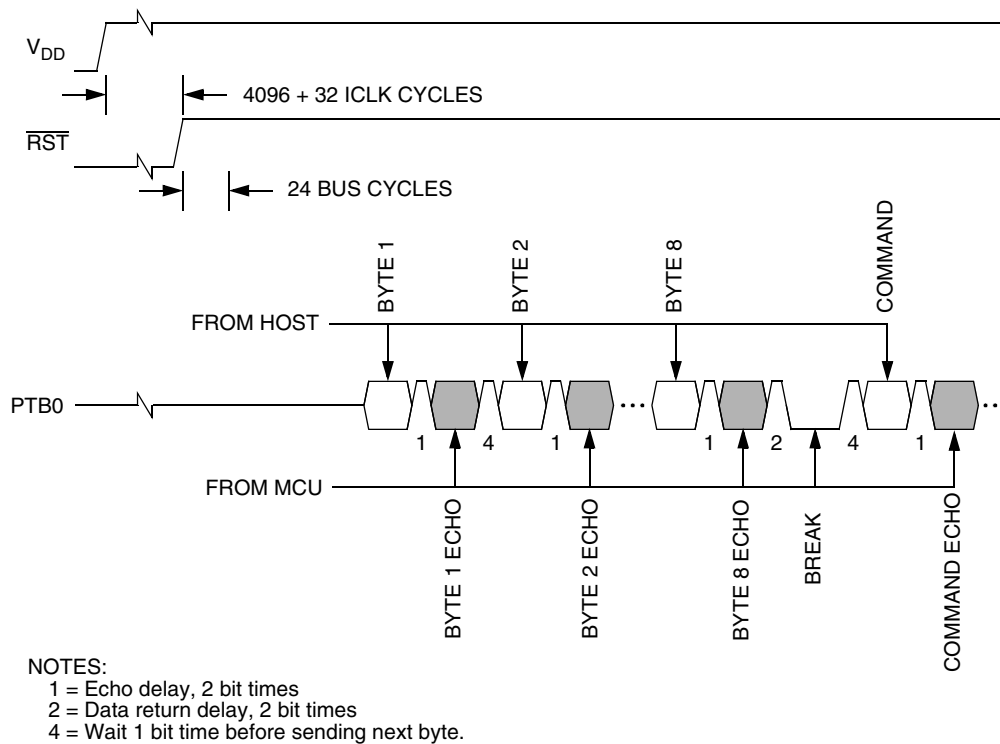 VDD
4096 + 32 ICLK CYCLES
RST
24 BUS CYCLES
BYTE 1
BYTE 2
BYTE 8
COMMAND
FROM HOST
PTB0
1
4
1
1
2
4
1
FROM MCU
BYTE 1 ECHO
BYTE 2 ECHO
BYTE 8 ECHO
BREAK
COMMAND ECHO
NOTES:
1 = Echo delay, 2 bit times
2 = Data return delay, 2 bit times
4 = Wait 1 bit time before sending next byte.